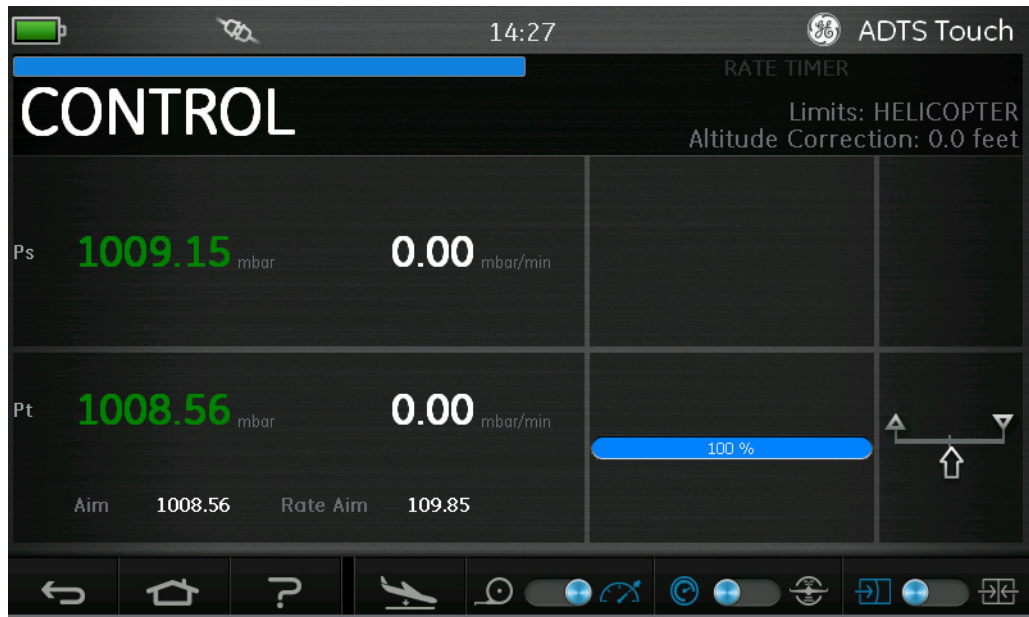 14:27
ADTS Touch
RATE TIMER
CONTROL
Limits: HELICOPTER
Altitude Correction: 0.0 feet
Ps 1009.15 mbar 0.00 mbar/min
Pt 1008.56 mbar 0.00 mbar/min
100 %
Aim 1008.56 Rate Aim 109.85
?